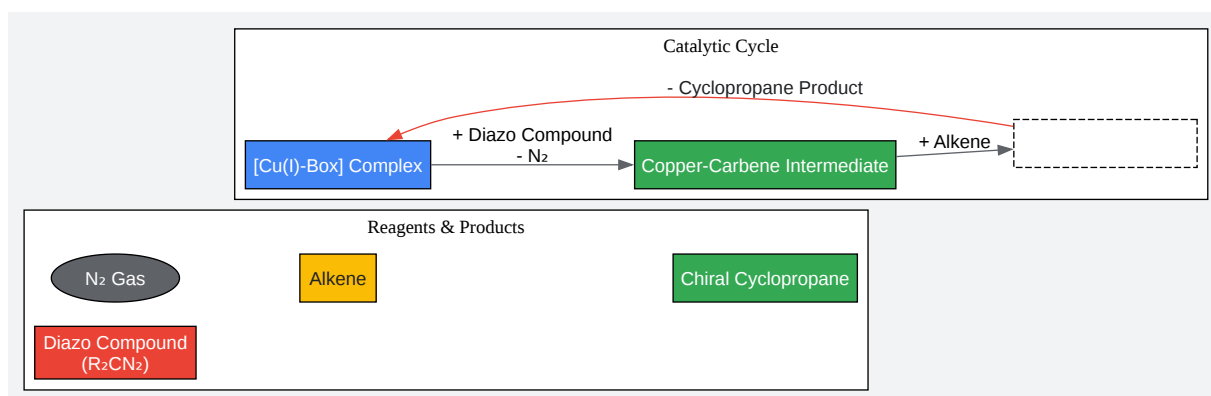 Catalytic Cycle
- Cyclopropane Product
+ Diazo Compound
- N₂
+ Alkene
[Cu(I)-Box] Complex
Copper-Carbene Intermediate
Reagents & Products
N₂ Gas
Alkene
Chiral Cyclopropane
Diazo Compound
(R₂CN₂)